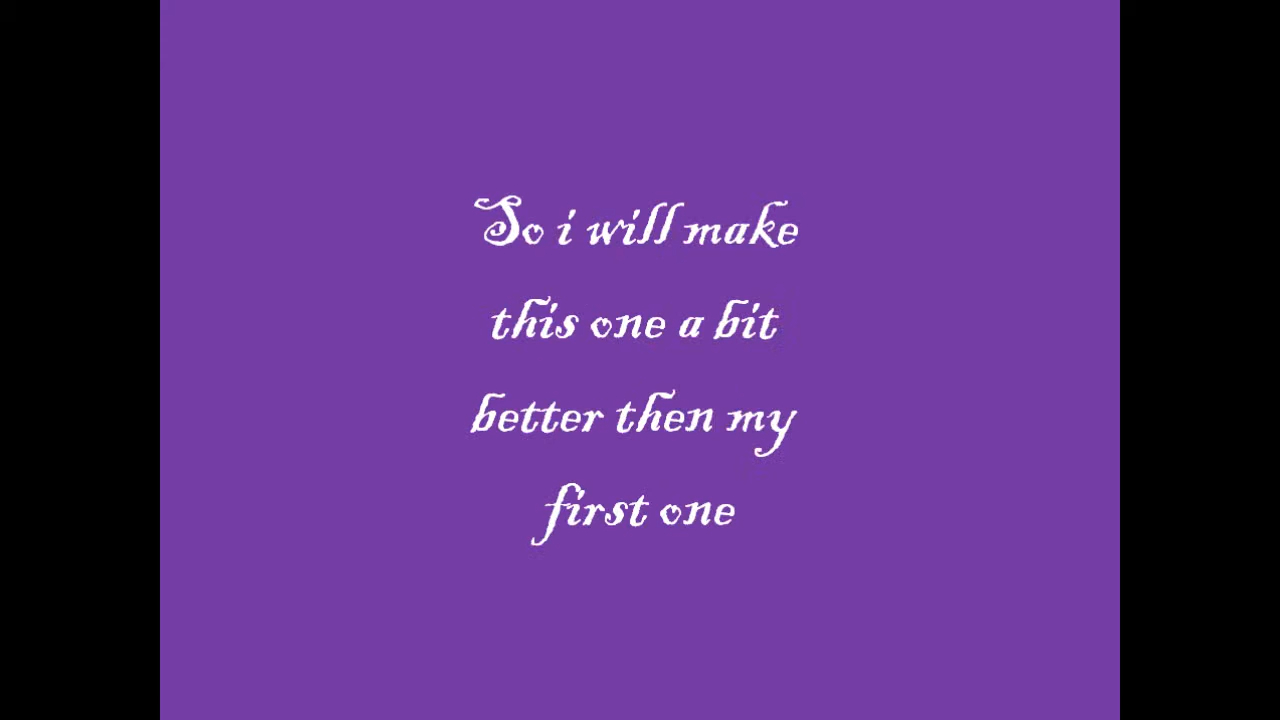 So i will make
this one a bit
better then my
first one